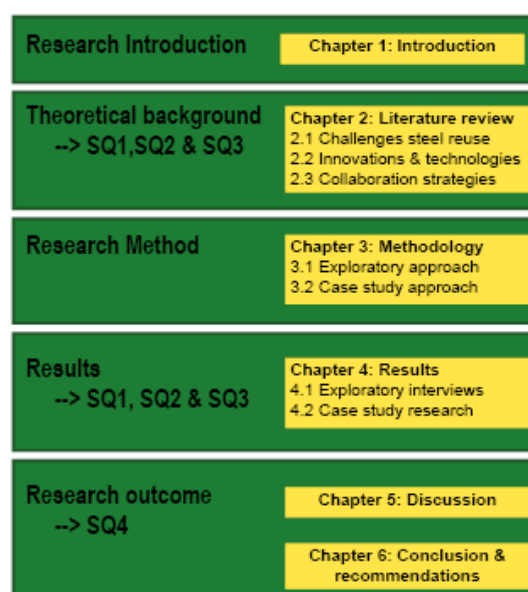 Research Introduction
Chapter 1: Introduction
Theoretical background
--> SQ1,SQ2 & SQ3
Chapter 2: Literature review
2.1 Challenges steel reuse
2.2 Innovations & technologies
2.3 Collaboration strategies
Research Method
Chapter 3: Methodology
3.1 Exploratory approach
3.2 Case study approach
Results
--> SQ1, SQ2 & SQ3
Chapter 4: Results
4.1 Exploratory interviews
4.2 Case study research
Research outcome
--> SQ4
Chapter 5: Discussion
Chapter 6: Conclusion &
recommendations